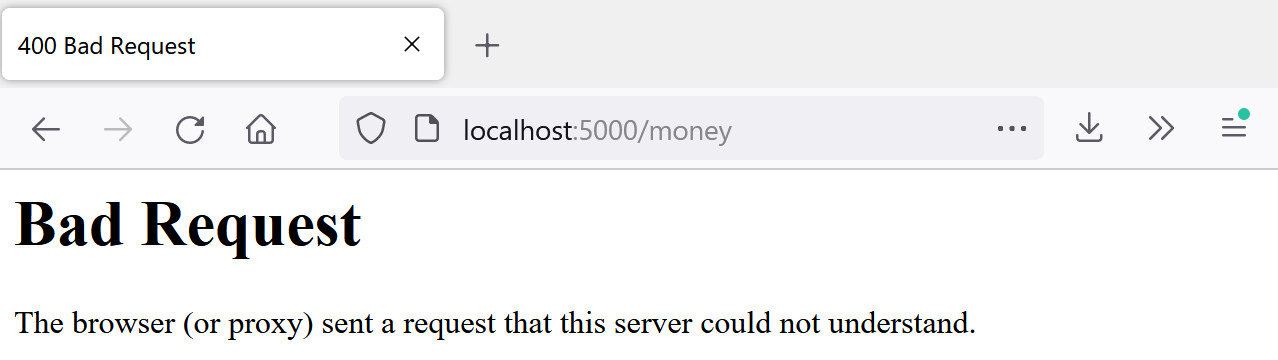 400 Bad Request
localhost:5000/money
Bad Request
The browser (or proxy) sent a request that this server could not understand.